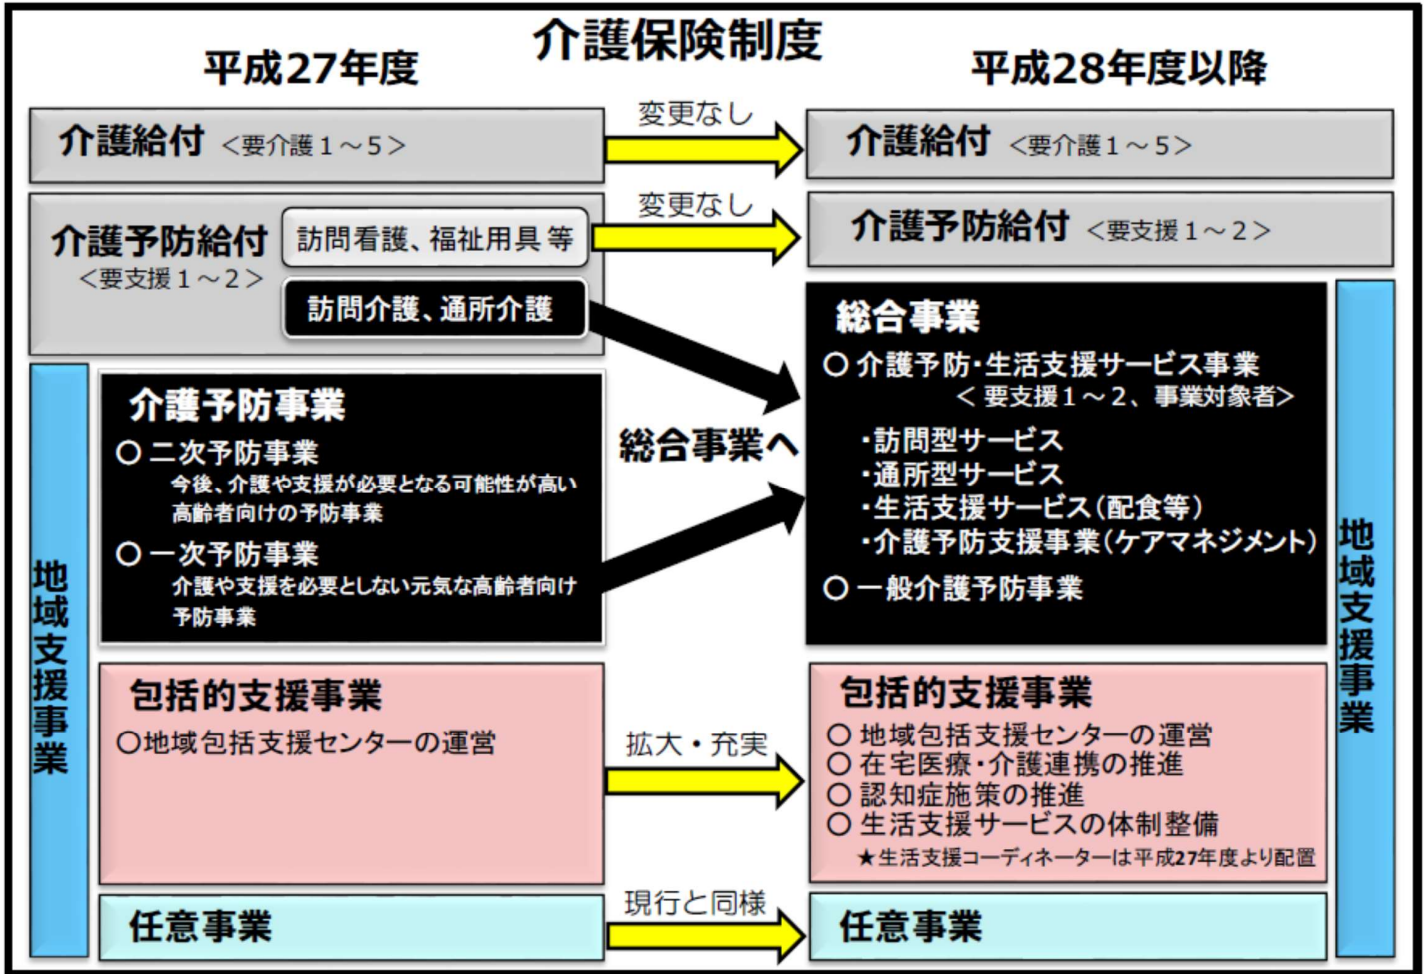 介護保険制度
平成27年度
平成28年度以降
介護給付 <要介護1~5>
変更なし
介護給付 <要介護1~5>
介護予防給付
<要支援1~2>
訪問看護、福祉用具等
変更なし
介護予防給付 <要支援1~2>
訪問介護、通所介護
地域支援事業
介護予防事業
○ 二次予防事業
今後、介護や支援が必要となる可能性が高い
高齢者向けの予防事業
○ 一次予防事業
介護や支援を必要としない元気な高齢者向け
予防事業
総合事業へ
総合事業
○ 介護予防・生活支援サービス事業
< 要支援1~2、事業対象者>
・訪問型サービス
・通所型サービス
・生活支援サービス(配食等)
・介護予防支援事業(ケアマネジメント)
○ 一般介護予防事業
地域支援事業
包括的支援事業
○地域包括支援センターの運営
拡大・充実
包括的支援事業
○ 地域包括支援センターの運営
○ 在宅医療・介護連携の推進
○ 認知症施策の推進
○ 生活支援サービスの体制整備
★生活支援コーディネーターは平成27年度より配置
任意事業
現行と同様
任意事業